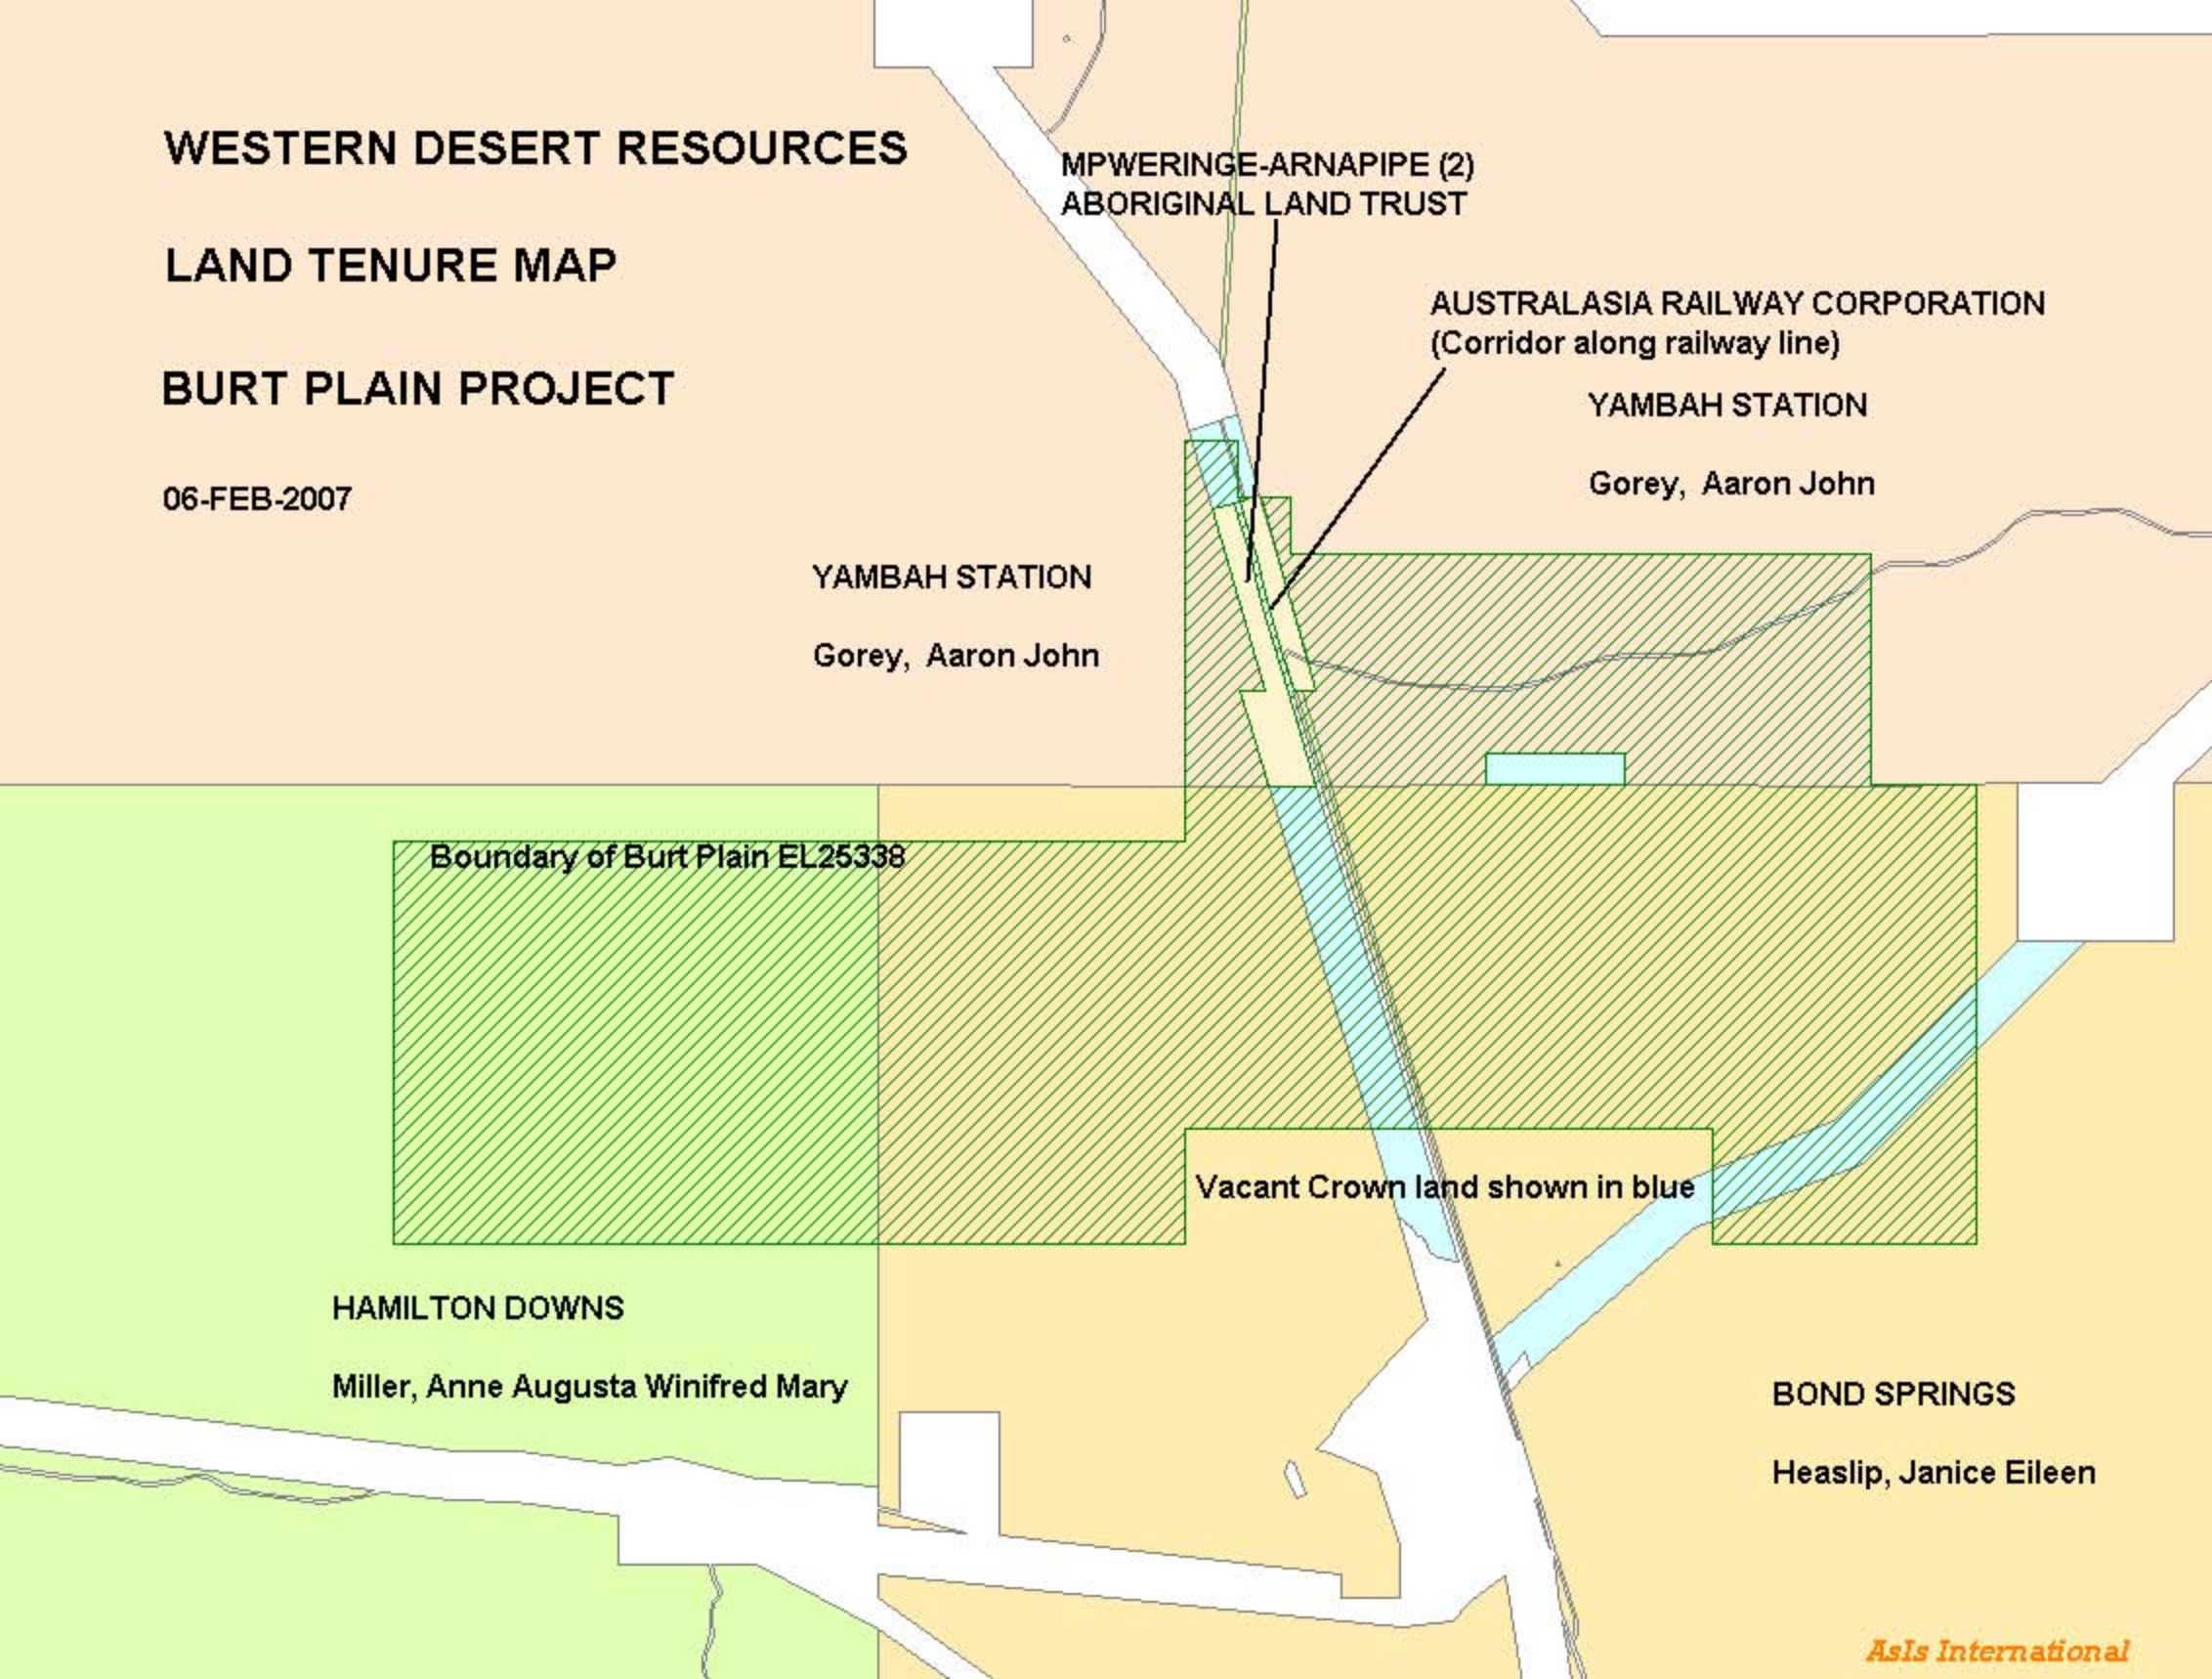 WESTERN DESERT RESOURCES
LAND TENURE MAP
BURT PLAIN PROJECT
06-FEB-2007
MPWERINGE-ARNAPIPE (2)
ABORIGINAL LAND TRUST
AUSTRALASIA RAILWAY CORPORATION
(Corridor along railway line)
YAMBAH STATION
Gorey, Aaron John
YAMBAH STATION
Gorey, Aaron John
Boundary of Burt Plain EL25338
Vacant Crown land shown in blue
HAMILTON DOWNS
Miller, Anne Augusta Winifred Mary
BOND SPRINGS
Heaslip, Janice Eileen
AsIs International